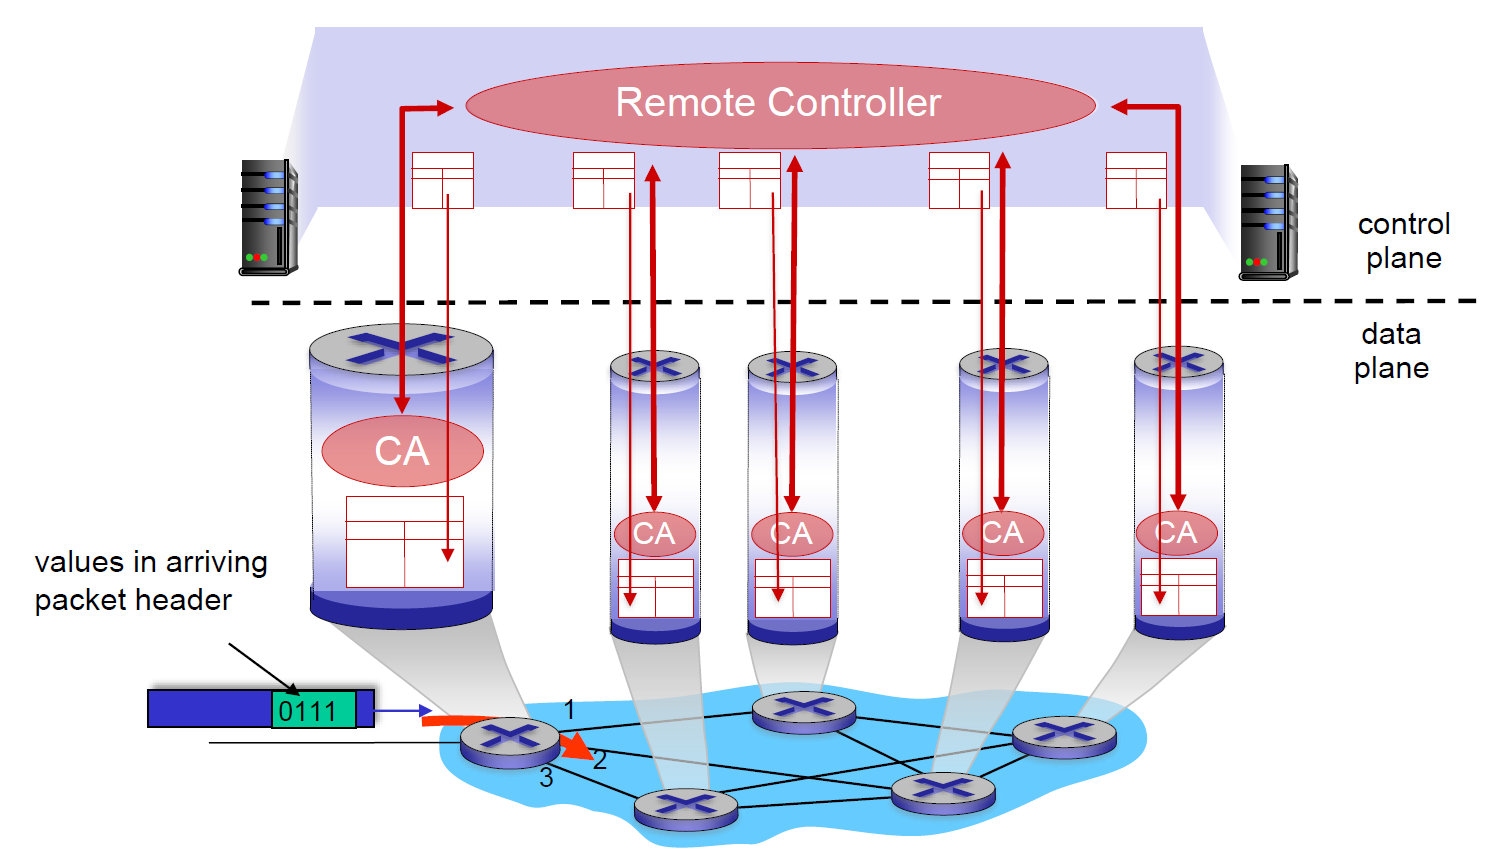 Remote Controller
control
plane
data
plane
CA
CA
CA
CA
CA
values in arriving
packet header
0111
1
2
3